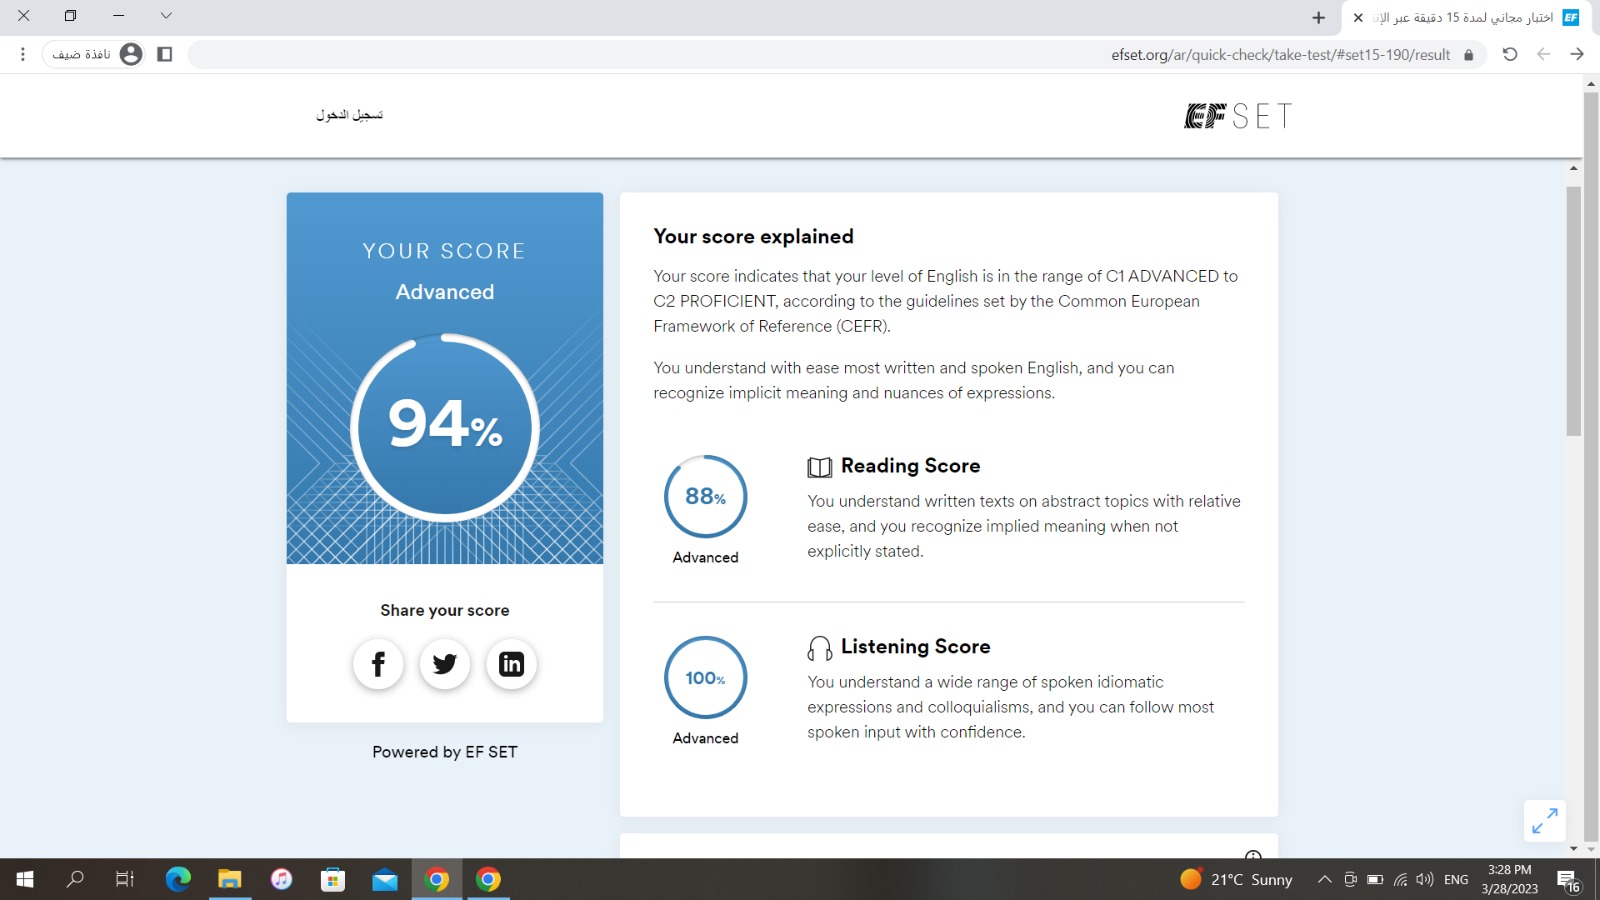 اختبار مجاني لمدة 15 دقيقة عبر الإنت
نافذة ضيف
efset.org/ar/quick-check/take-test/#set15-190/result
تسجيل الدخول
EF SET
YOUR SCORE
Advanced
94%
Share your score
Powered by EF SET
Your score explained
Your score indicates that your level of English is in the range of C1 ADVANCED to
C2 PROFICIENT, according to the guidelines set by the Common European
Framework of Reference (CEFR).
You understand with ease most written and spoken English, and you can
recognize implicit meaning and nuances of expressions.
88%
Advanced
Reading Score
You understand written texts on abstract topics with relative
ease, and you recognize implied meaning when not
explicitly stated.
100%
Advanced
Listening Score
You understand a wide range of spoken idiomatic
expressions and colloquialisms, and you can follow most
spoken input with confidence.
21°C Sunny
ENG
3:28 PM
3/28/2023
16